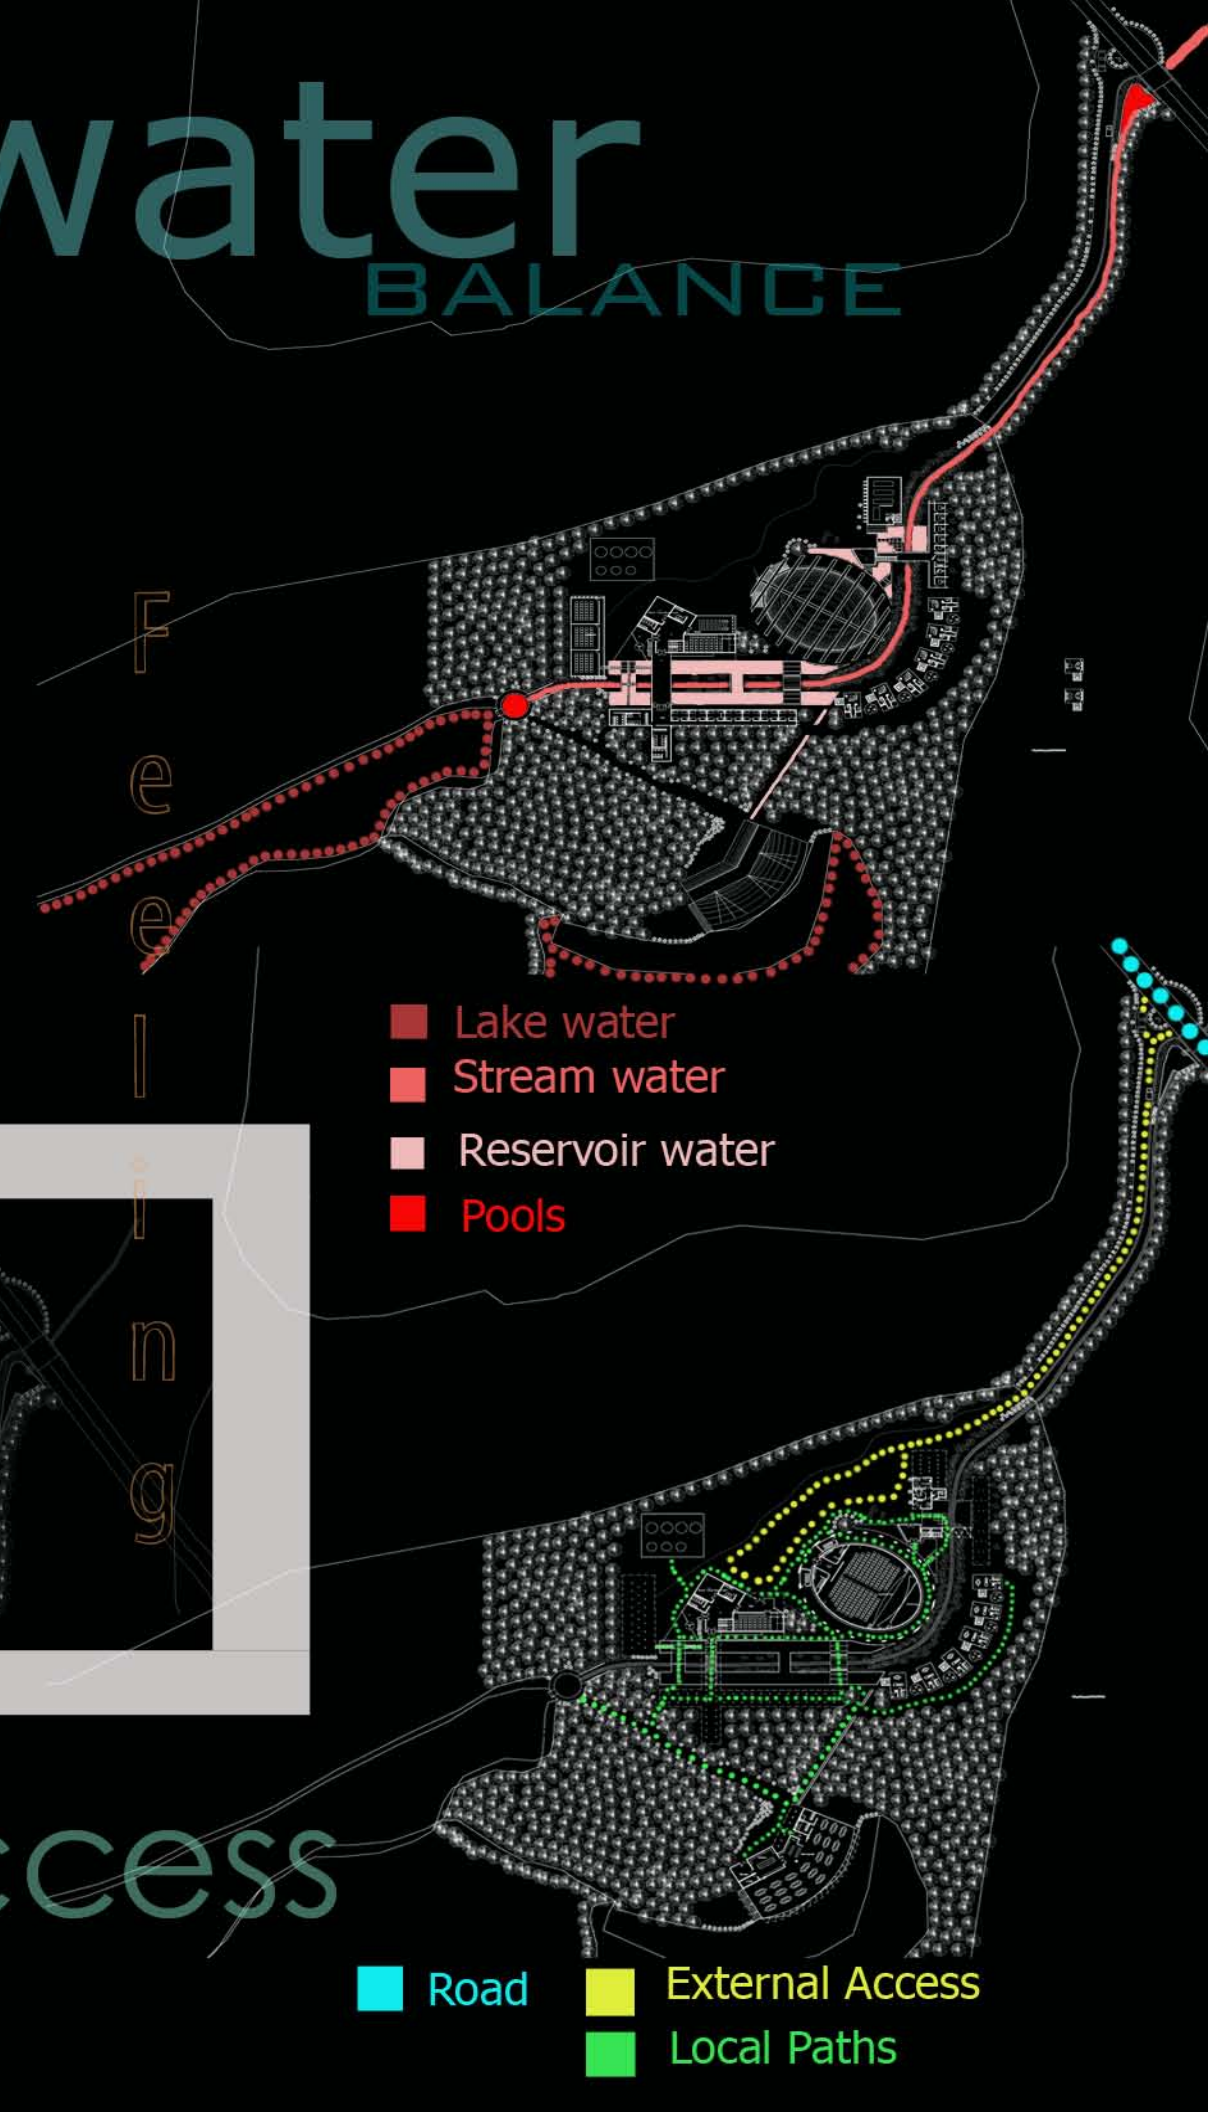 water
BALANCE
Feeling
Lake water
Stream water
Reservoir water
Pools
ccess
Road
External Access
Local Paths